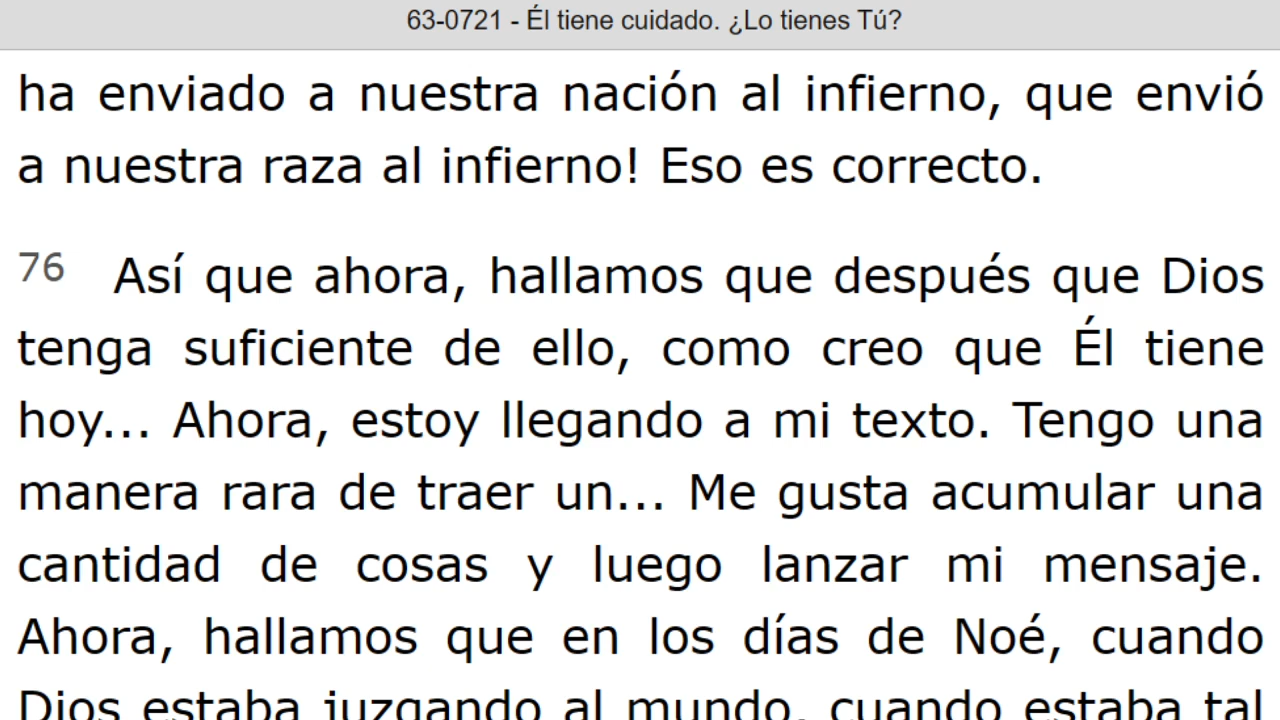 63-0721 - Él tiene cuidado. ¿Lo tienes Tú?
ha enviado a nuestra nación al infierno, que envió
a nuestra raza al infierno! Eso es correcto.
76 Así que ahora, hallamos que después que Dios
tenga suficiente de ello, como creo que Él tiene
hoy... Ahora, estoy llegando a mi texto. Tengo una
manera rara de traer un... Me gusta acumular una
cantidad de cosas y luego lanzar mi mensaje.
Ahora, hallamos que en los días de Noé, cuando
Dios estaba juzgando al mundo, cuando estaba tal